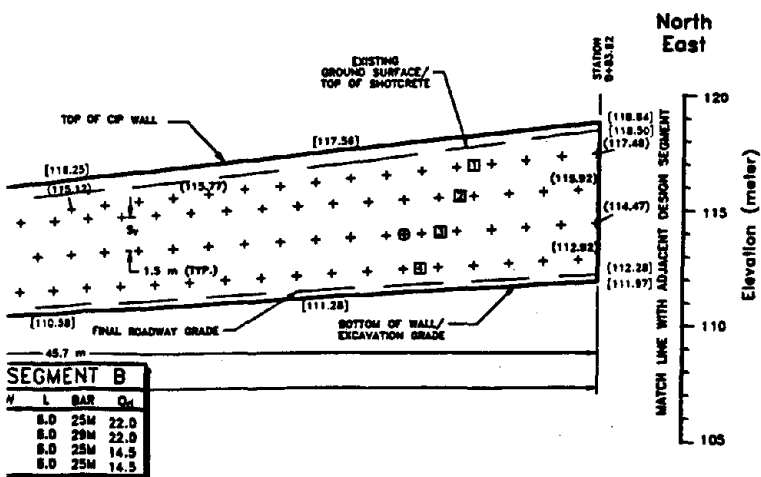 North
East
STATION
0+83.82
EXISTING
GROUND SURFACE/
TOP OF SHOTCRETE
TOP OF CIP WALL
120
[118.84]
[118.50]
(117.48)
[117.56]
[116.25]
(115.12)
(115.77)
1
(115.92)
2
115
(114.47)
Sv
3
(112.92)
1.5 m (TYP.)
4
[112.28]
[111.97]
[111.28]
[110.58]
FINAL ROADWAY GRADE
BOTTOM OF WALL/
EXCAVATION GRADE
110
105
Elevation (meter)
MATCH LINE WITH ADJACENT DESIGN SEGMENT
45.7 m
SEGMENT B
L BAR Qd
8.0 25M 22.0
8.0 29M 22.0
8.0 25M 14.5
8.0 25M 14.5